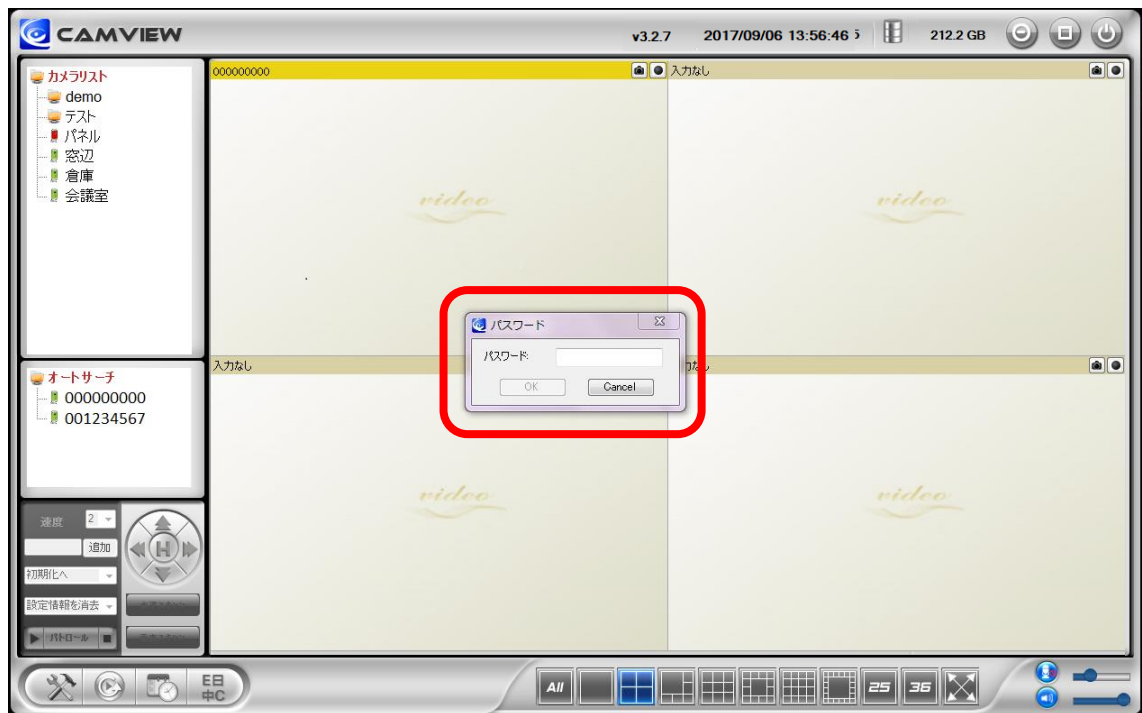 CAMVIEW
v3.2.7 2017/09/06 13:56:46 212.2 GB
カメラリスト
demo
テスト
パネル
窓辺
倉庫
会議室
000000000
入力なし
video
video
パスワード
パスワード:
OK Cancel
オートサーチ
000000000
001234567
入力なし
video
video
速度 2
追加
初期化へ
設定情報を消去
パトロール
H
E日
中C
All
25
36